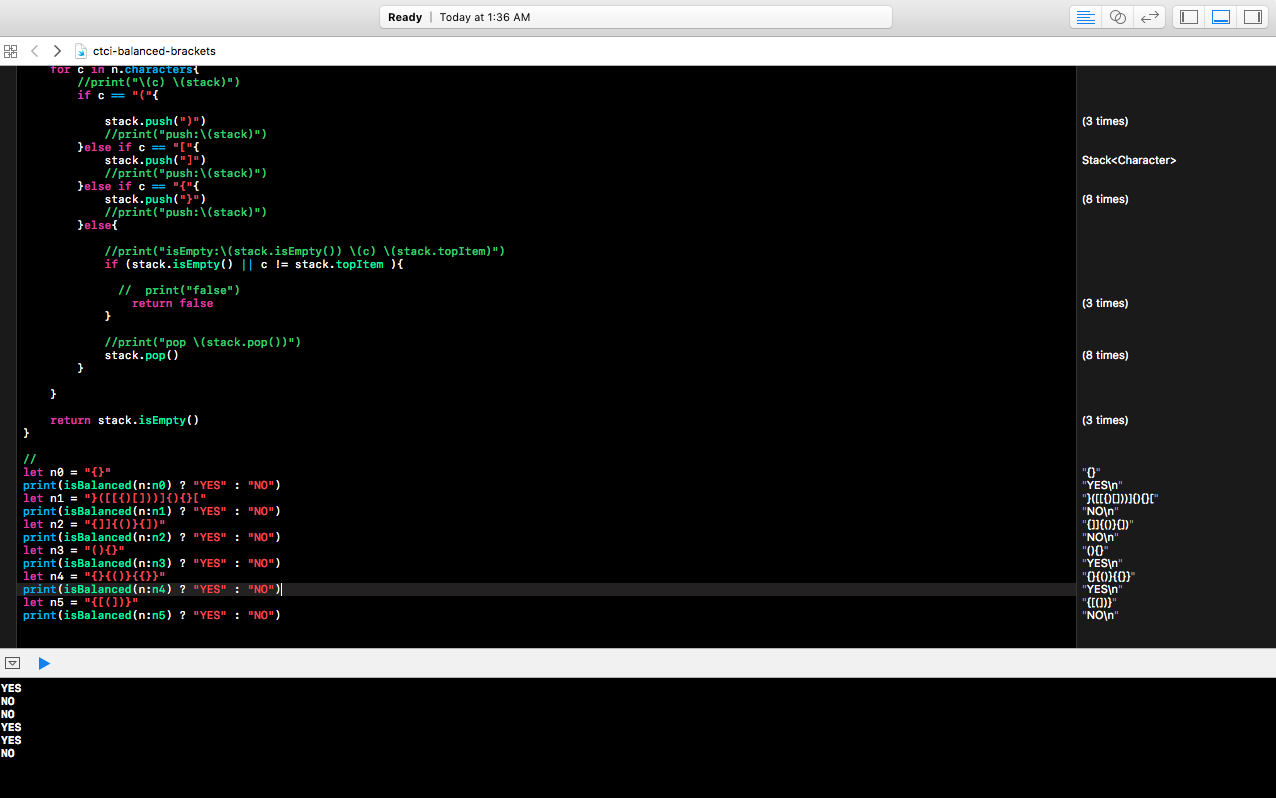 Ready | Today at 1:36 AM
ctci-balanced-brackets
for c in n.characters{
//print("\(c) \(stack)")
if c == "("{
stack.push(")") (3 times)
//print("push:\(stack)")
}else if c == "["{
stack.push("]") Stack<Character>
//print("push:\(stack)")
}else if c == "{"{
stack.push("}") (8 times)
//print("push:\(stack)")
}else{
//print("isEmpty:\(stack.isEmpty()) \(c) \(stack.topItem)")
if (stack.isEmpty() || c != stack.topItem ){
// print("false")
return false (3 times)
}
//print("pop \(stack.pop())")
stack.pop() (8 times)
}
}
return stack.isEmpty() (3 times)
}
//
let n0 = "{}" "{}"
print(isBalanced(n:n0) ? "YES" : "NO") "YES\n"
let n1 = "}([[{)[]))]{){}[" "}([[{)[]))]{){}["
print(isBalanced(n:n1) ? "YES" : "NO") "NO\n"
let n2 = "{]]{()}{])" "{]]{()}{])"
print(isBalanced(n:n2) ? "YES" : "NO") "NO\n"
let n3 = "(){}" "(){}"
print(isBalanced(n:n3) ? "YES" : "NO") "YES\n"
let n4 = "{}{()}{{}}" "{}{()}{{}}"
print(isBalanced(n:n4) ? "YES" : "NO") "YES\n"
let n5 = "{[(])}" "{[(])}"
print(isBalanced(n:n5) ? "YES" : "NO") "NO\n"
YES
NO
NO
YES
YES
NO